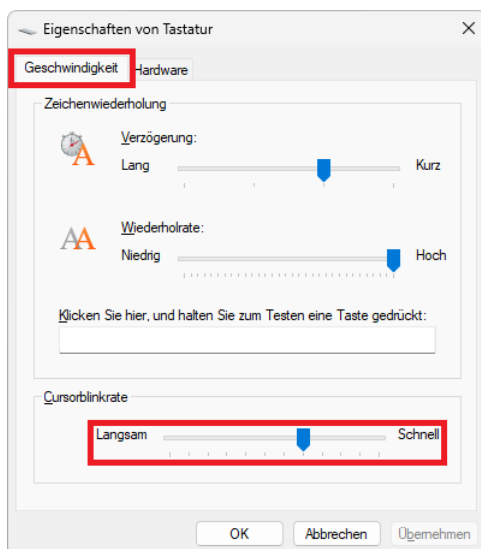 Eigenschaften von Tastatur
Geschwindigkeit Hardware
Zeichenwiederholung
Verzögerung:
Lang Kurz
Wiederholrate:
Niedrig Hoch
Klicken Sie hier, und halten Sie zum Testen eine Taste gedrückt:
Cursorblinkrate
Langsam Schnell
OK Abbrechen Übernehmen